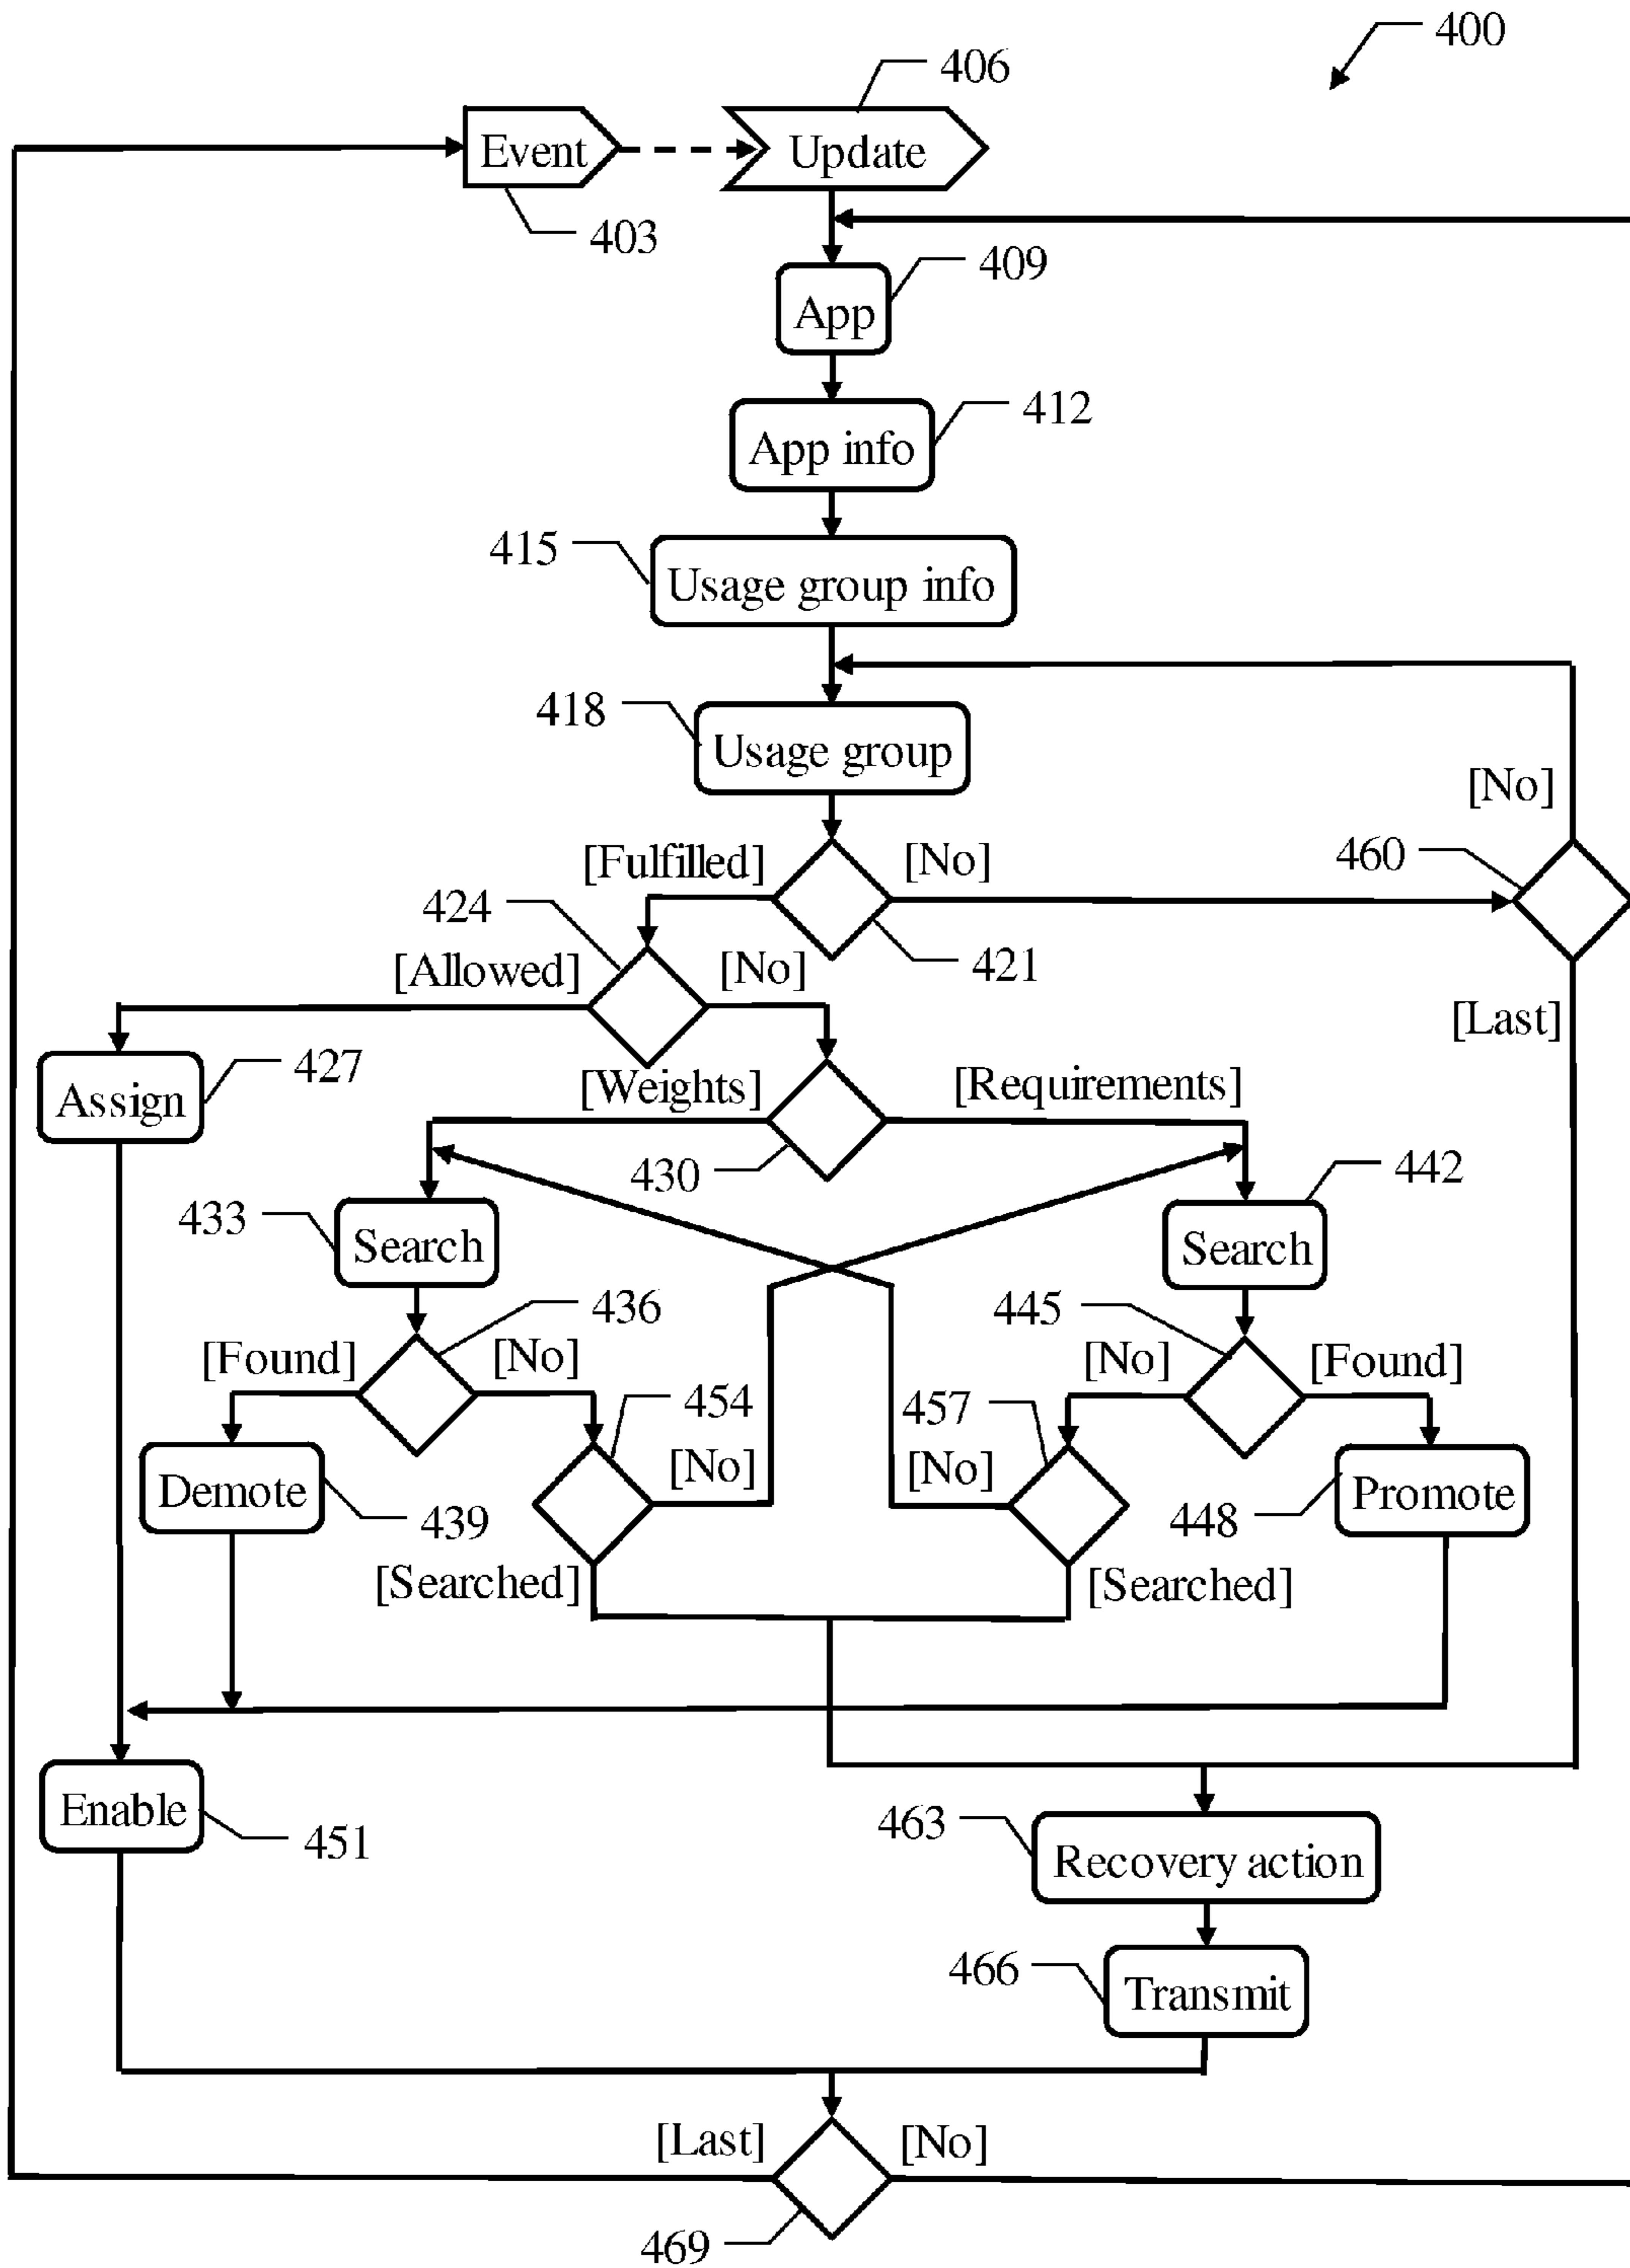 400
406
Event
Update
403
409
App
412
App info
415
Usage group info
418
Usage group
[No]
[Fulfilled]
[No]
460
424
[Allowed]
[No]
421
[Last]
427
Assign
[Weights]
[Requirements]
430
442
433
Search
Search
436
445
[Found]
[No]
[No]
[Found]
454
457
[No]
[No]
Demote
439
Promote
448
[Searched]
[Searched]
Enable
451
463
Recovery action
466
Transmit
[Last]
[No]
469